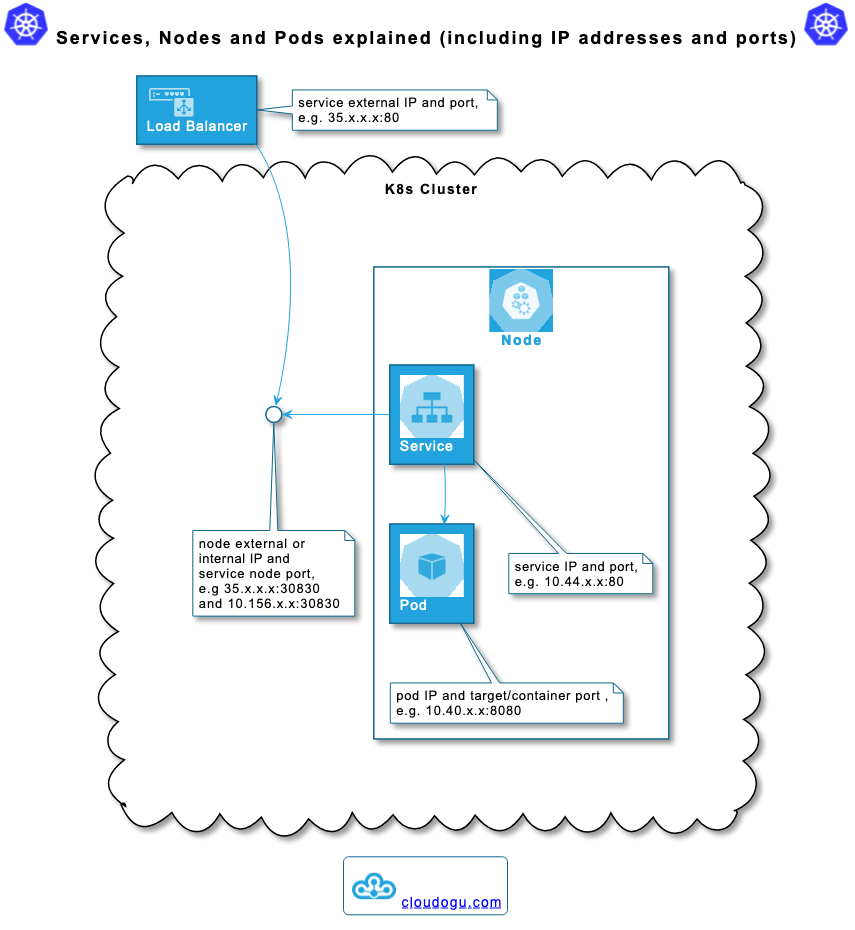 Services, Nodes and Pods explained (including IP addresses and ports)
Load Balancer
service external IP and port,
e.g. 35.x.x.x:80
K8s Cluster
Node
Service
node external or
internal IP and
service node port,
e.g 35.x.x.x:30830
and 10.156.x.x:30830
service IP and port,
e.g. 10.44.x.x:80
Pod
pod IP and target/container port ,
e.g. 10.40.x.x:8080
cloudogu.com